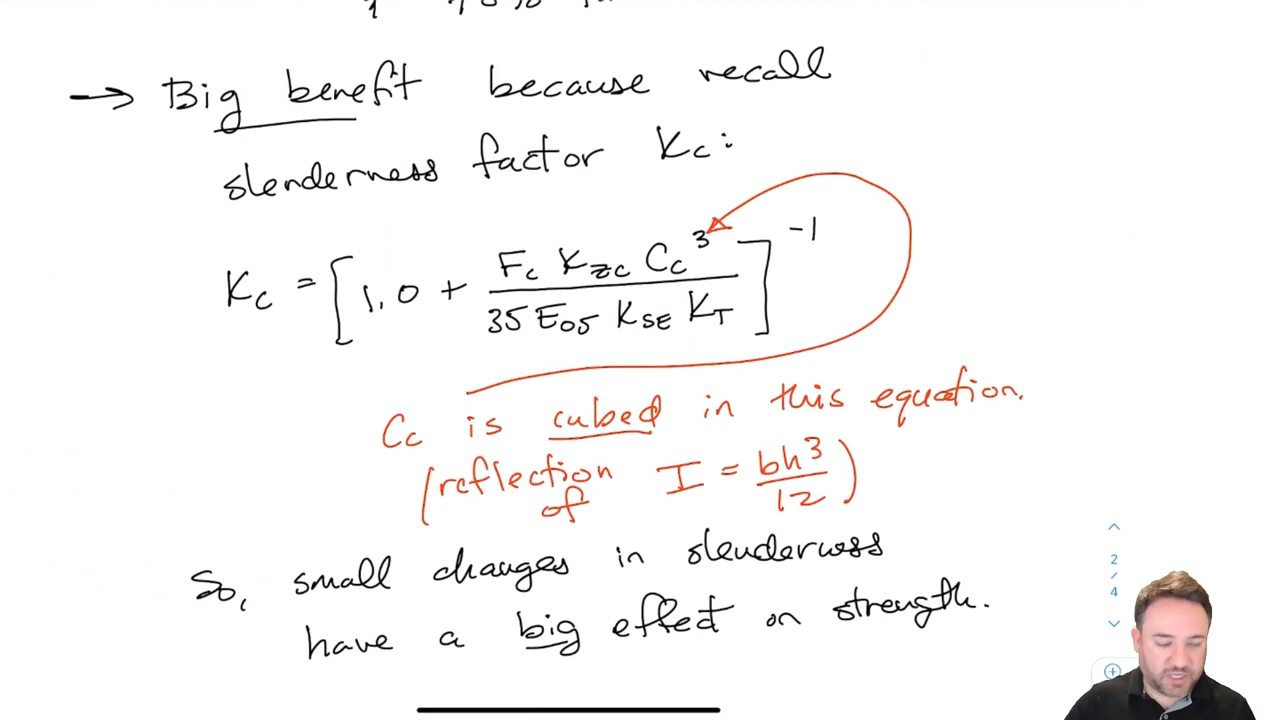 → Big benefit because recall
slenderness factor Kc:
Kc = [1.0 + Fc Kzc Cc³ / 35 E05 KSE KT]⁻¹
Cc is cubed in this equation.
(reflection of I = bh³/12)
So, small changes in slenderness
have a big effect on strength.
2
/
4